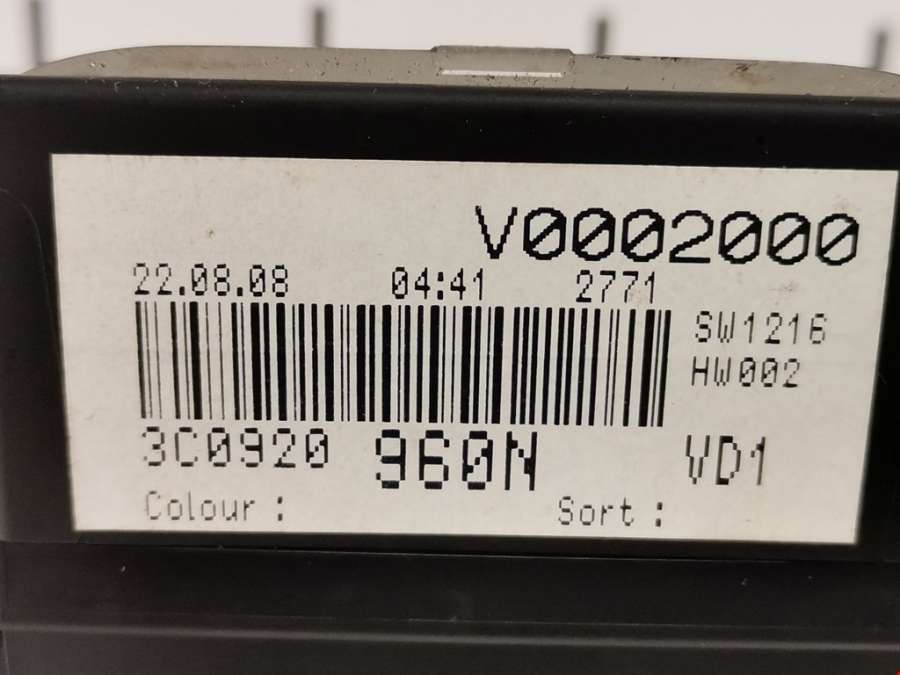 V0002000
22.08.08 04:41 2771
SW1216
HW002
3C0920 960N VD1
Colour : Sort :